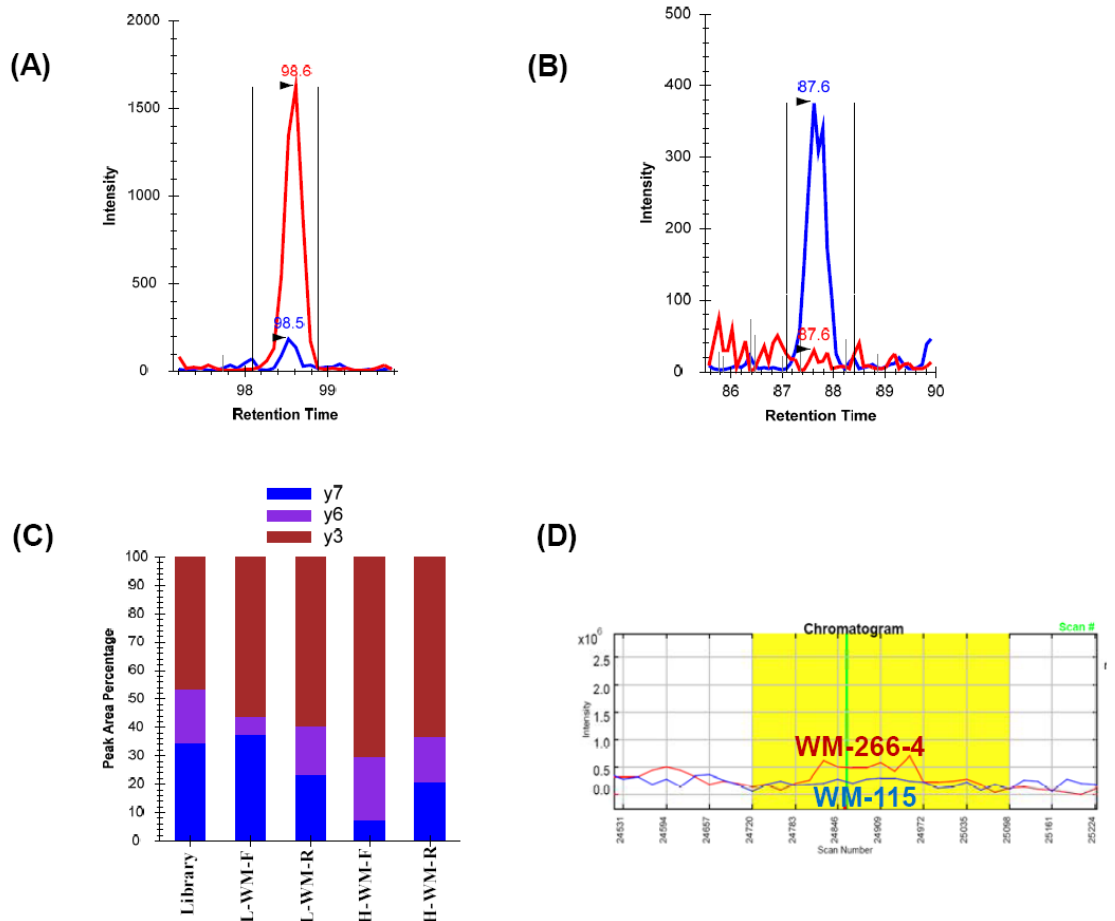 (A)
2000
1500
1000
500
0
Intensity
98.6
98.5
98 99
Retention Time
(B)
500
400
300
200
100
0
Intensity
87.6
87.6
86 87 88 89 90
Retention Time
(C)
y7
y6
y3
100
90
80
70
60
50
40
30
20
10
0
Peak Area Percentage
Library
L-WM-F
L-WM-R
H-WM-F
H-WM-R
(D)
Chromatogram
Scan #
x10^6
2.5
2.0
1.5
1.0
0.5
0.0
Intensity
WM-266-4
WM-115
24531 24594 24657 24720 24783 24846 24909 24972 25035 25098 25161 25224
Scan Number